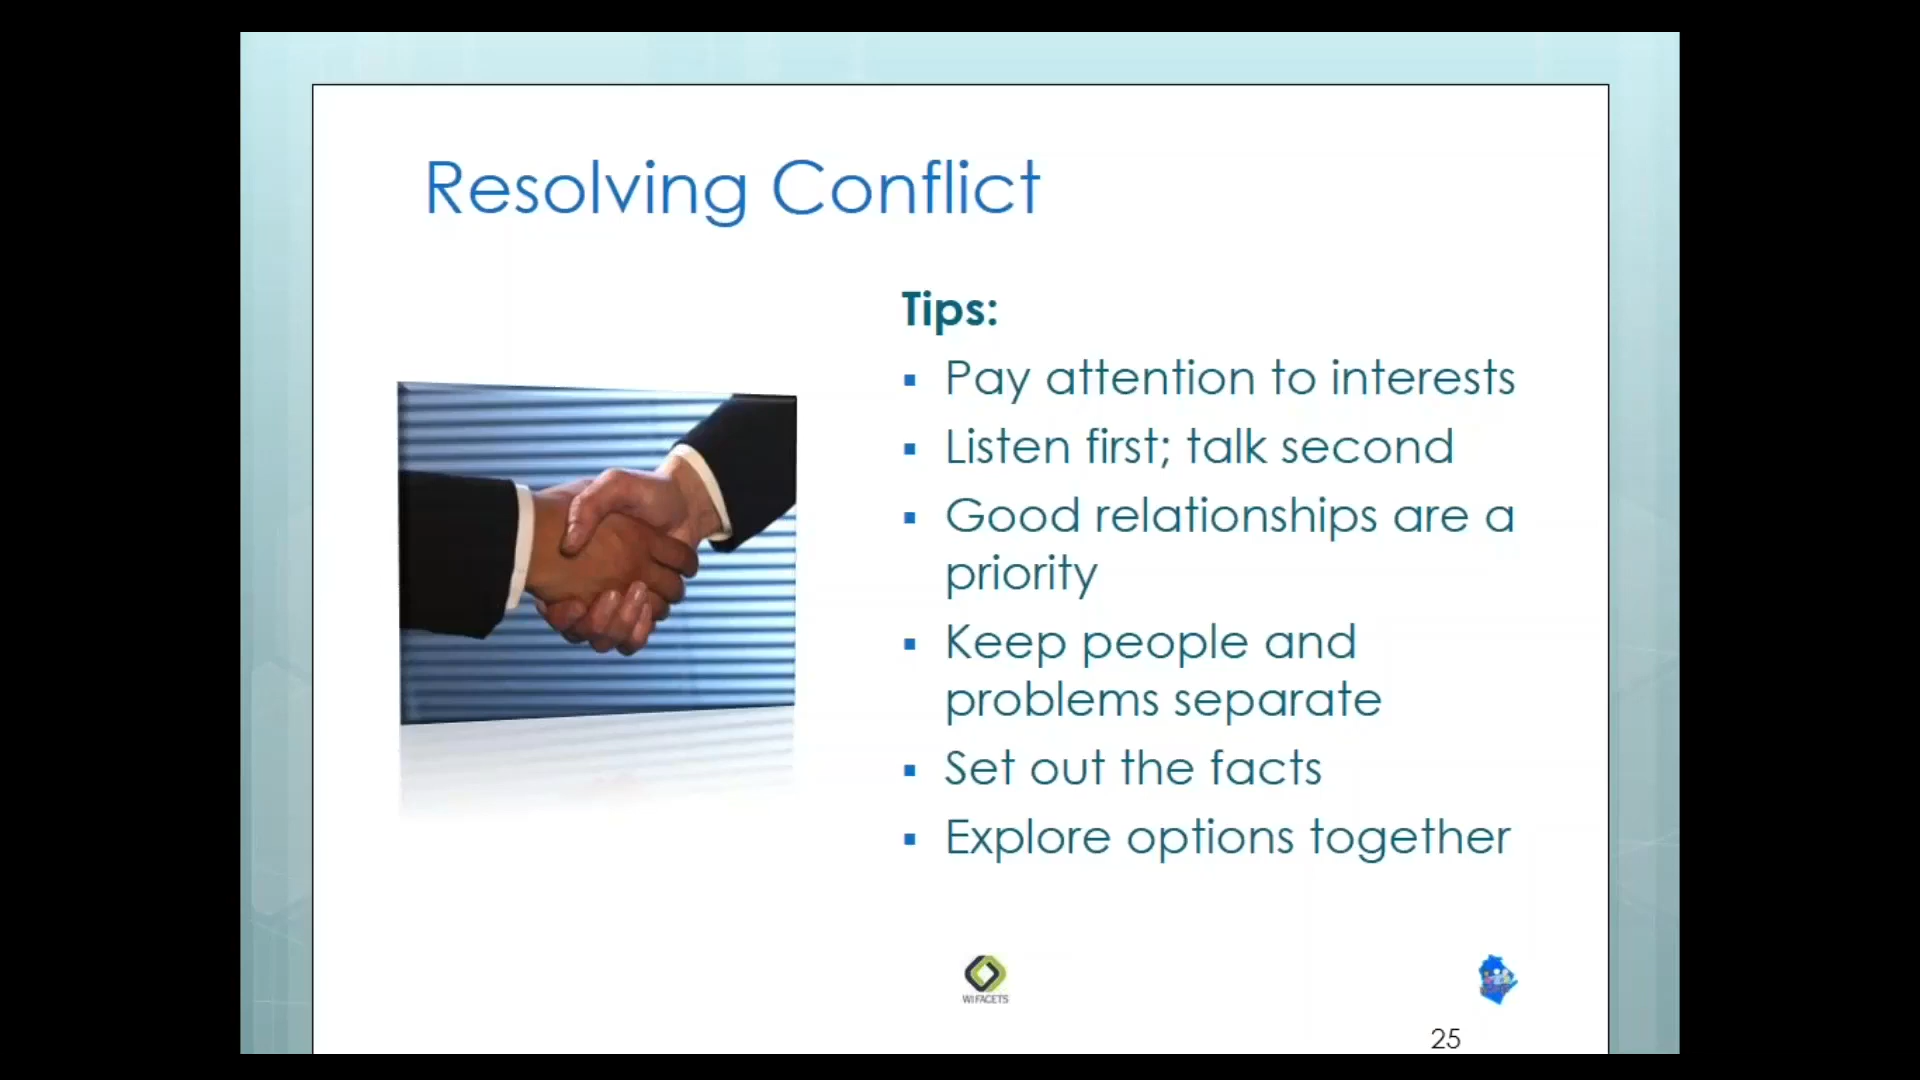 Resolving Conflict
Tips:
Pay attention to interests
Listen first; talk second
Good relationships are a
priority
Keep people and
problems separate
Set out the facts
Explore options together
WI FACETS
25